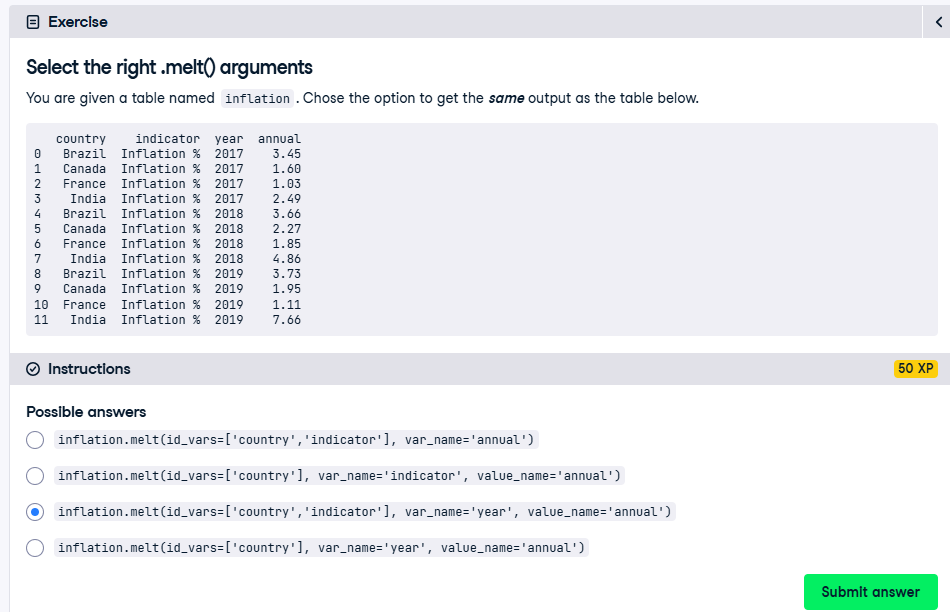 Exercise
Select the right .melt() arguments
You are given a table named inflation. Chose the option to get the same output as the table below.
country indicator year annual
0 Brazil Inflation % 2017 3.45
1 Canada Inflation % 2017 1.60
2 France Inflation % 2017 1.03
3 India Inflation % 2017 2.49
4 Brazil Inflation % 2018 3.66
5 Canada Inflation % 2018 2.27
6 France Inflation % 2018 1.85
7 India Inflation % 2018 4.86
8 Brazil Inflation % 2019 3.73
9 Canada Inflation % 2019 1.95
10 France Inflation % 2019 1.11
11 India Inflation % 2019 7.66
Instructions 50 XP
Possible answers
inflation.melt(id_vars=['country','indicator'], var_name='annual')
inflation.melt(id_vars=['country'], var_name='indicator', value_name='annual')
inflation.melt(id_vars=['country','indicator'], var_name='year', value_name='annual')
inflation.melt(id_vars=['country'], var_name='year', value_name='annual')
Submit answer